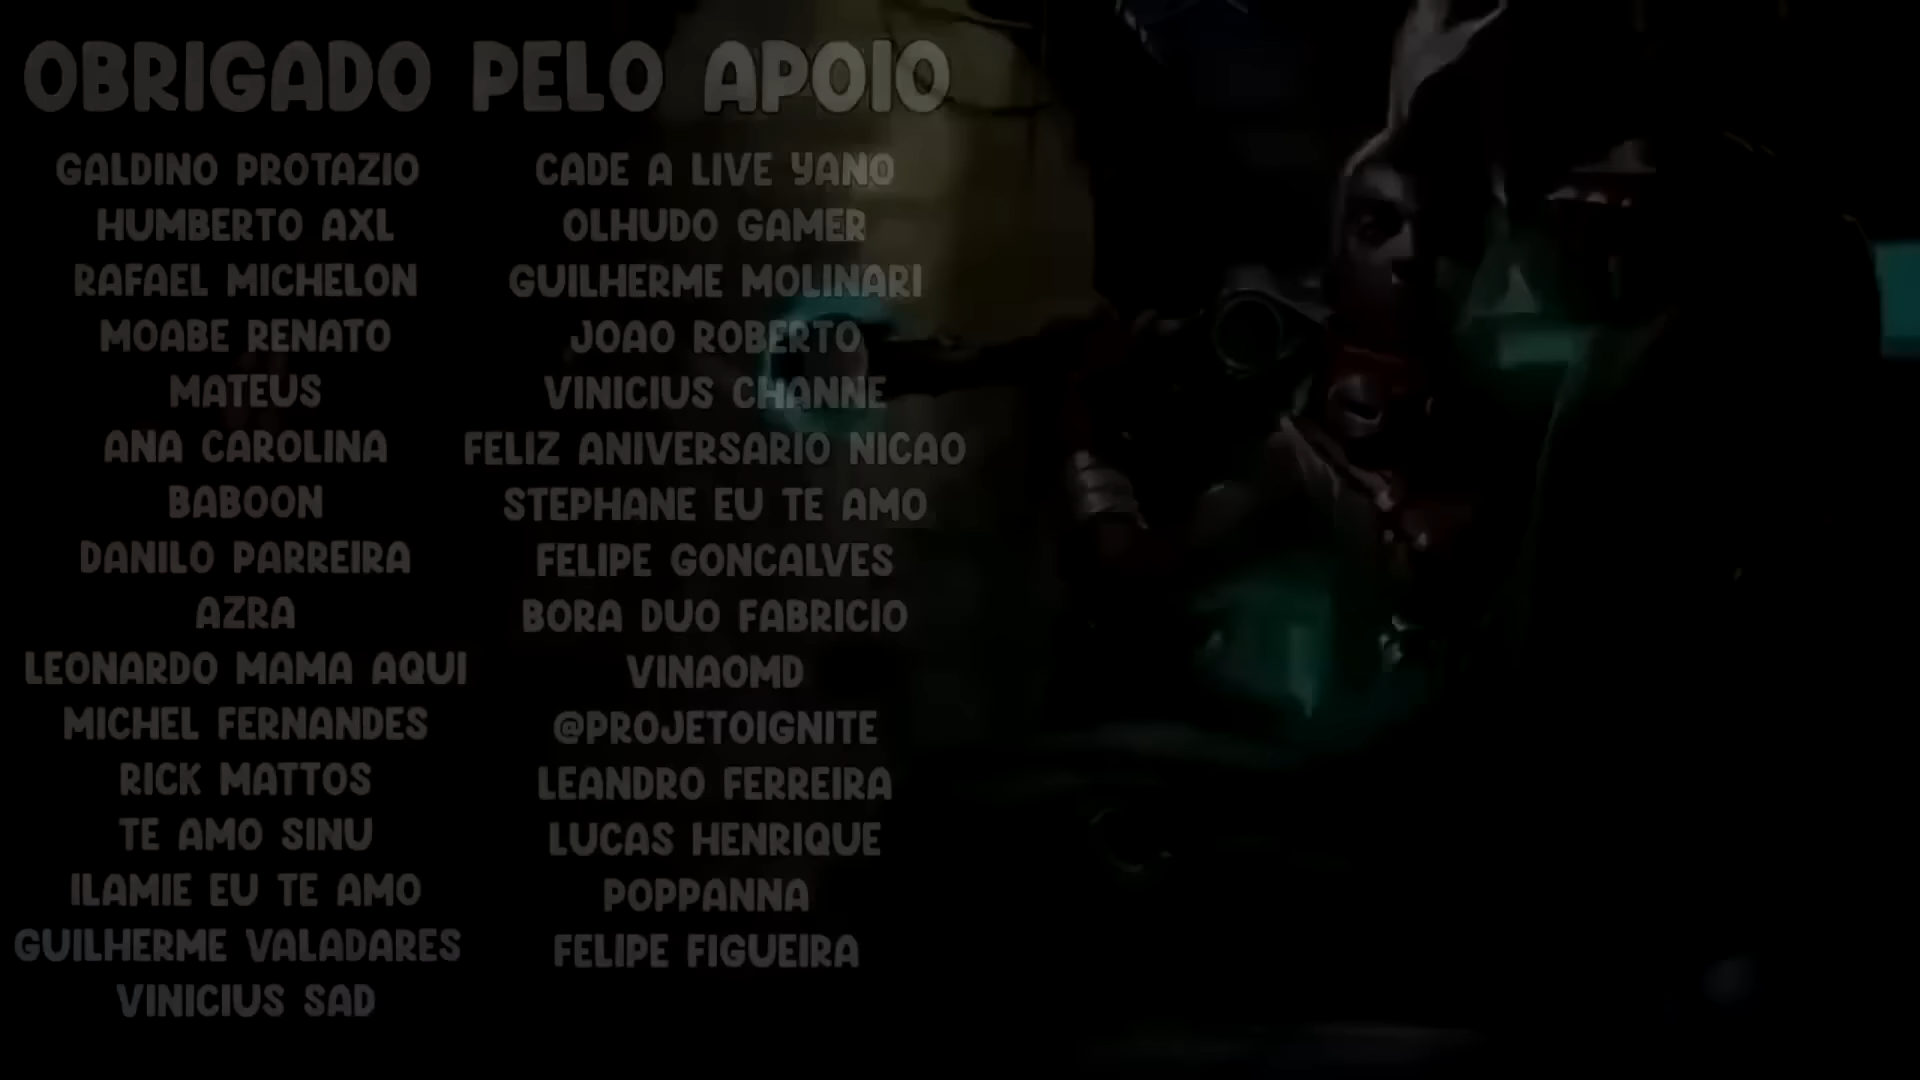 OBRIGADO PELO APOIO
GALDINO PROTAZIO
HUMBERTO AXL
RAFAEL MICHELON
MOABE RENATO
MATEUS
ANA CAROLINA
BABOON
DANILO PARREIRA
AZRA
LEONARDO MAMA AQUI
MICHEL FERNANDES
RICK MATTOS
TE AMO SINU
ILAMIE EU TE AMO
GUILHERME VALADARES
VINICIUS SAD
CADE A LIVE YANO
OLHUDO GAMER
GUILHERME MOLINARI
JOAO ROBERTO
VINICIUS CHANNE
FELIZ ANIVERSARIO NICAO
STEPHANE EU TE AMO
FELIPE GONCALVES
BORA DUO FABRICIO
VINAOMD
@PROJETOIGNITE
LEANDRO FERREIRA
LUCAS HENRIQUE
POPPANNA
FELIPE FIGUEIRA